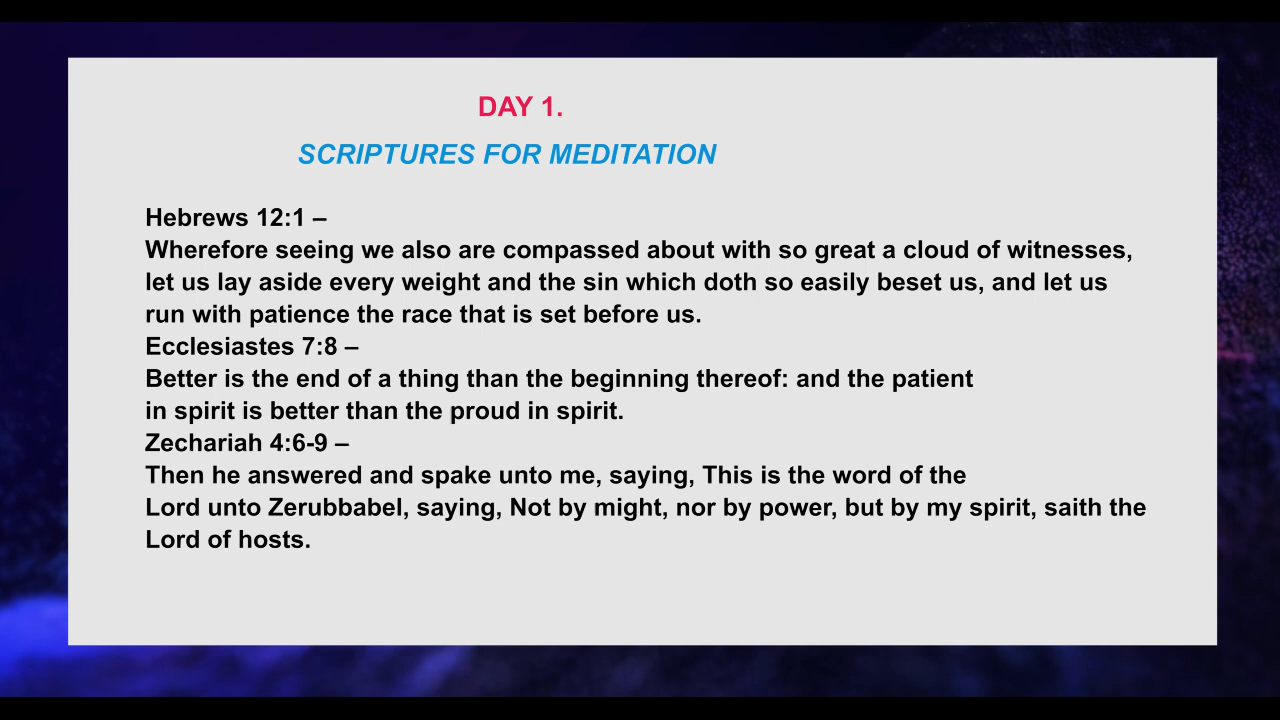 DAY 1.
SCRIPTURES FOR MEDITATION
Hebrews 12:1 –
Wherefore seeing we also are compassed about with so great a cloud of witnesses,
let us lay aside every weight and the sin which doth so easily beset us, and let us
run with patience the race that is set before us.
Ecclesiastes 7:8 –
Better is the end of a thing than the beginning thereof: and the patient
in spirit is better than the proud in spirit.
Zechariah 4:6-9 –
Then he answered and spake unto me, saying, This is the word of the
Lord unto Zerubbabel, saying, Not by might, nor by power, but by my spirit, saith the
Lord of hosts.